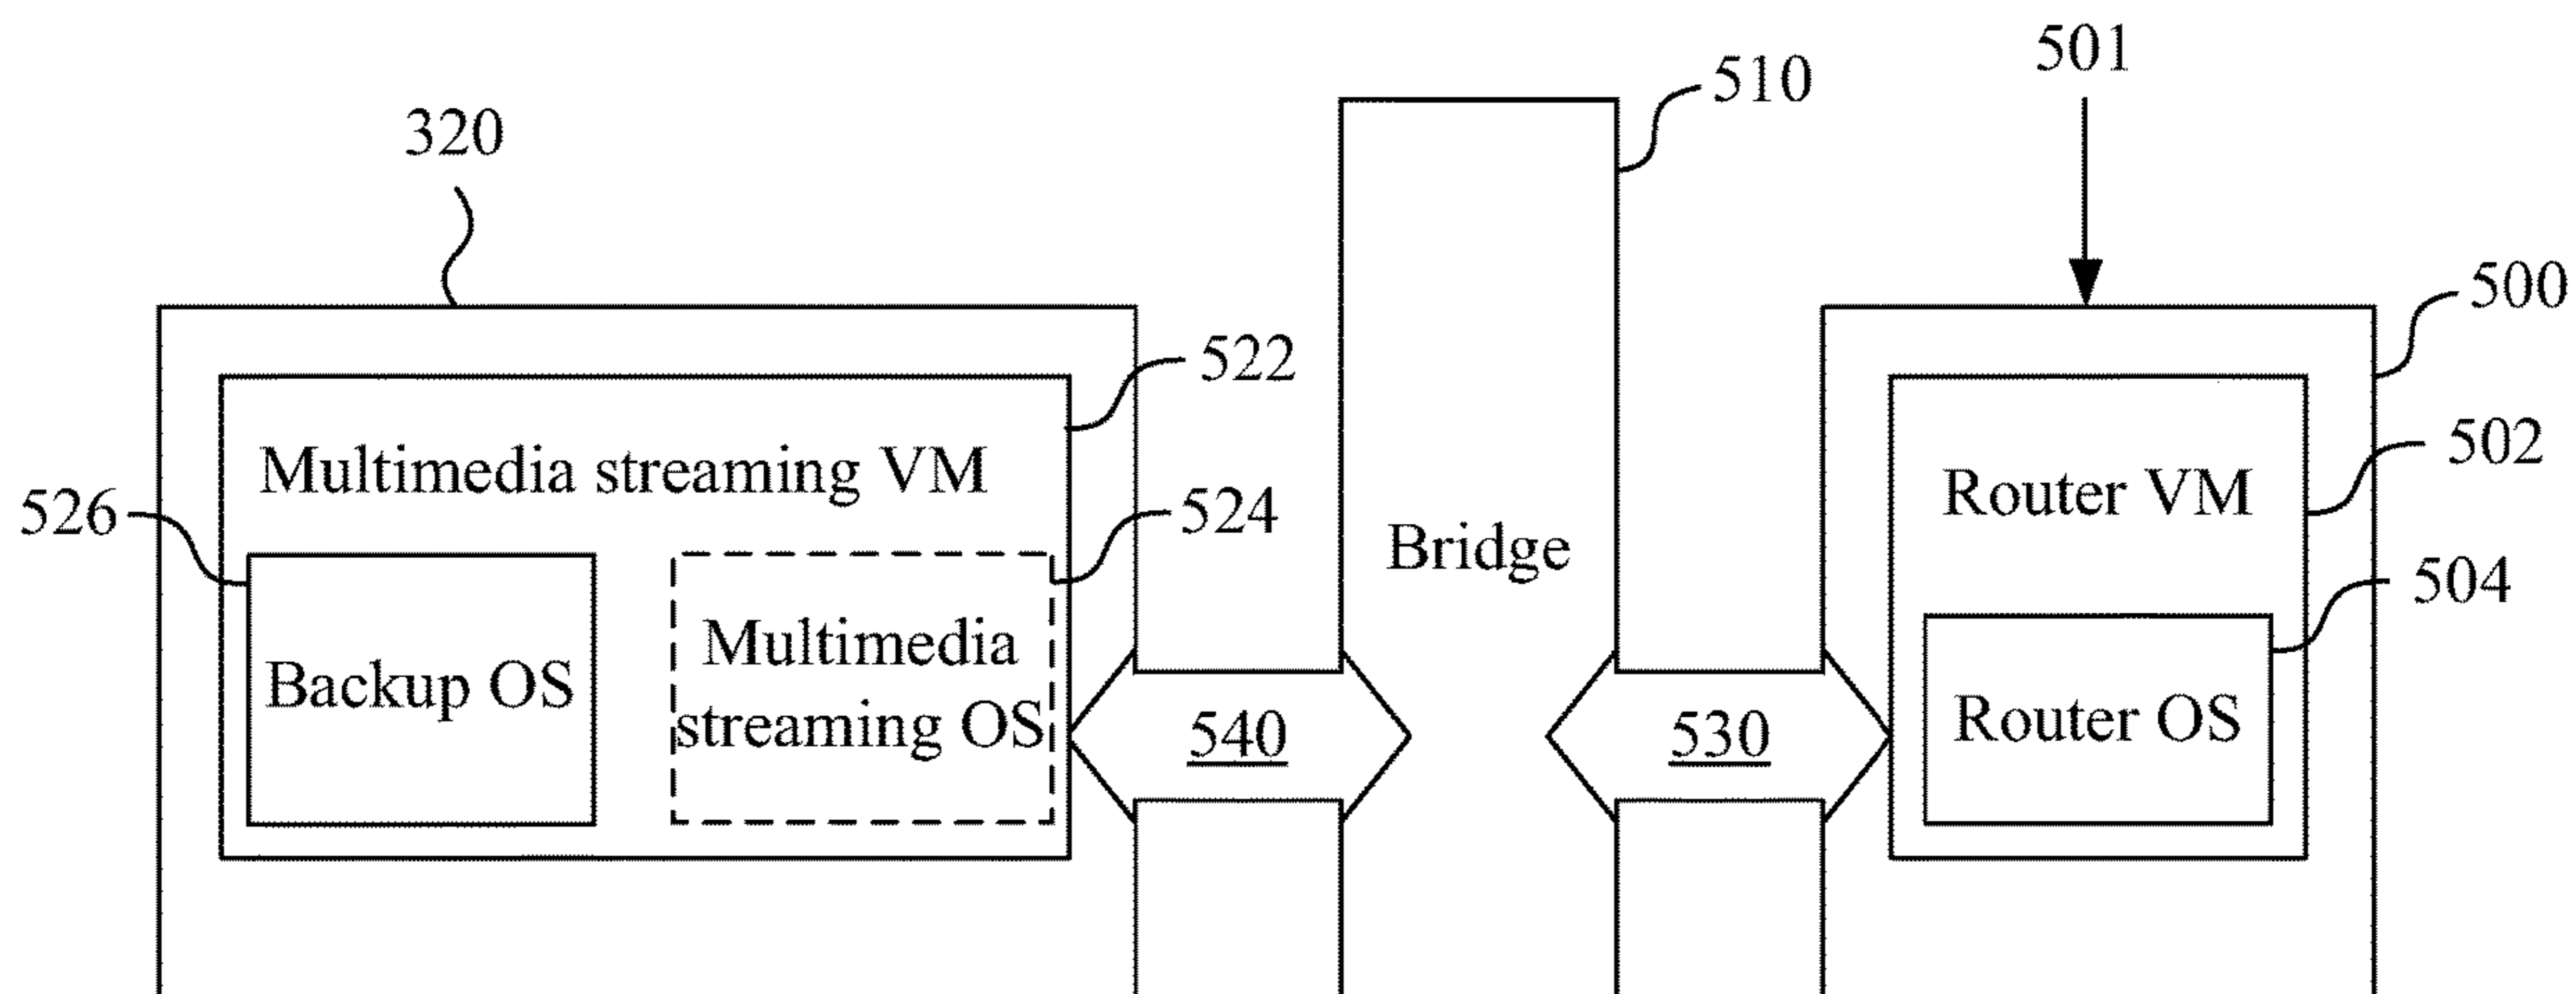 501
510
320
500
522
502
Multimedia streaming VM
Router VM
526
524
Bridge
504
Multimedia
streaming OS
Backup OS
Router OS
540
530